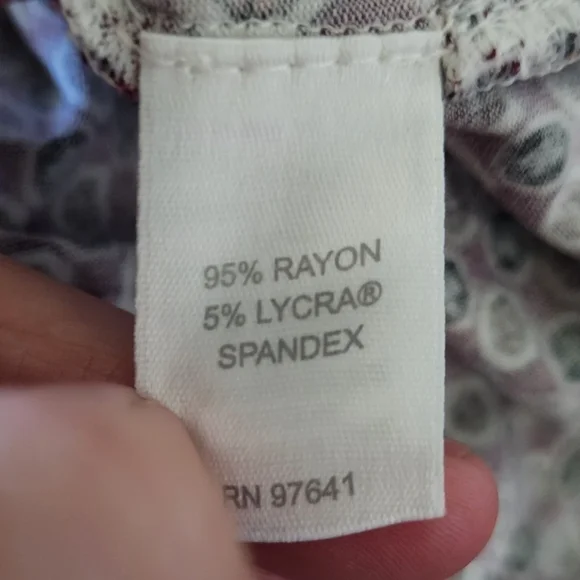 95% RAYON
5% LYCRA®
SPANDEX
RN 97641